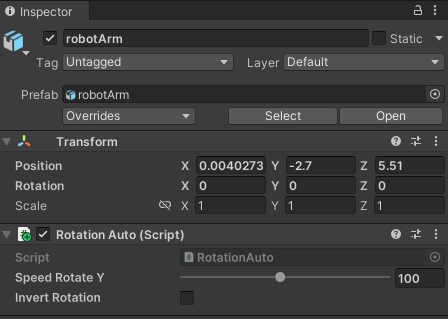 Inspector
robotArm
Static
Tag Untagged Layer Default
Prefab robotArm
Overrides Select Open
Transform
Position X 0.0040273 Y -2.7 Z 5.51
Rotation X 0 Y 0 Z 0
Scale X 1 Y 1 Z 1
Rotation Auto (Script)
Script RotationAuto
Speed Rotate Y 100
Invert Rotation